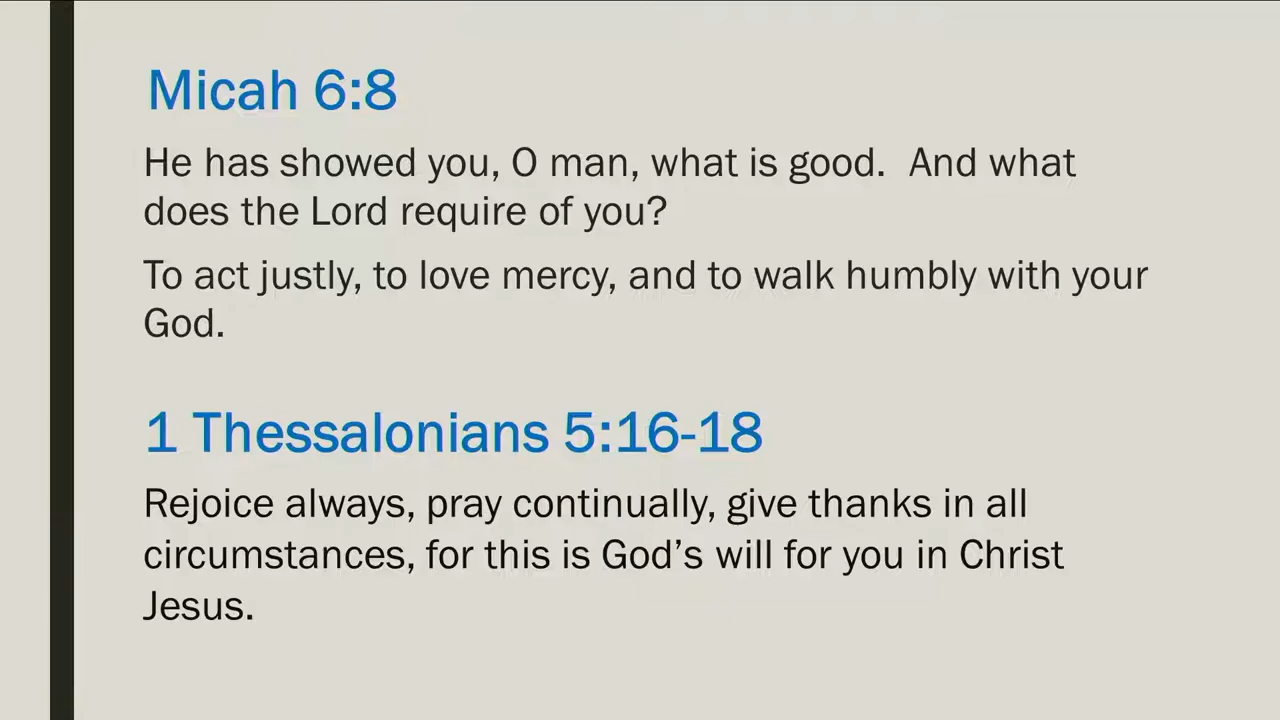 Micah 6:8
He has showed you, O man, what is good.  And what
does the Lord require of you?
To act justly, to love mercy, and to walk humbly with your
God.
1 Thessalonians 5:16-18
Rejoice always, pray continually, give thanks in all
circumstances, for this is God’s will for you in Christ
Jesus.